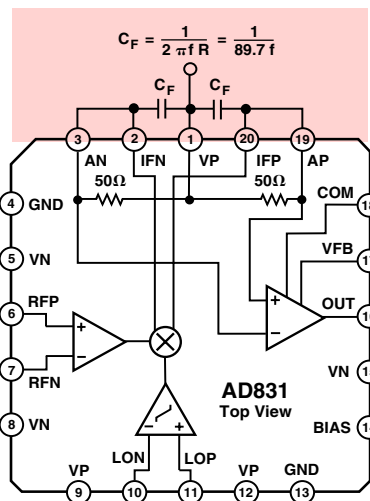 C_F = 1 / 2 πf R = 1 / 89.7 f
C_F C_F
3 2 1 20 19
AN IFN VP IFP AP
50Ω 50Ω
COM
4 GND 18
VFB
5 VN 17
OUT
6 RFP 16
+ − + −
7 RFN
AD831
Top View
VN 15
8 VN
BIAS 14
− +
LON LOP
VP VP GND
9 10 11 12 13